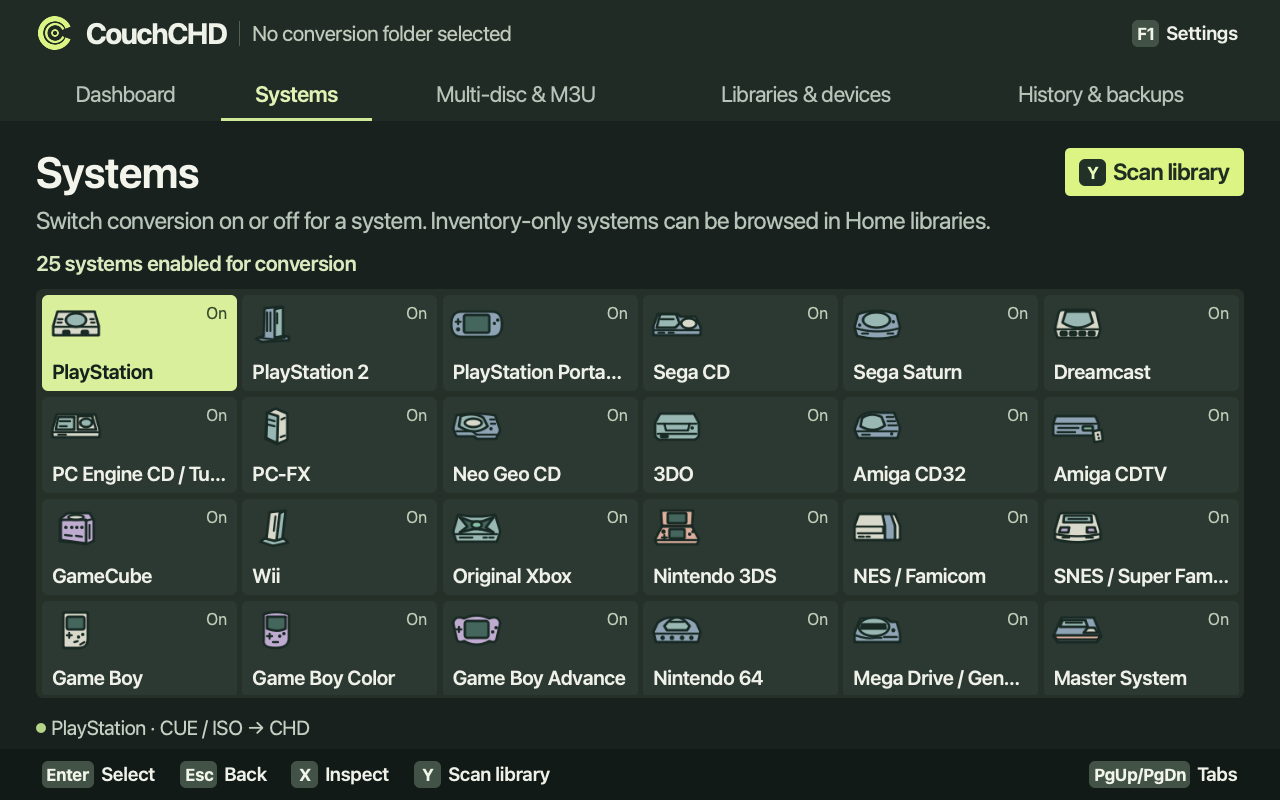 CouchCHD No conversion folder selected F1 Settings
Dashboard Systems Multi-disc & M3U Libraries & devices History & backups
Systems Y Scan library
Switch conversion on or off for a system. Inventory-only systems can be browsed in Home libraries.
25 systems enabled for conversion
On On On On On On
PlayStation PlayStation 2 PlayStation Porta... Sega CD Sega Saturn Dreamcast
On On On On On On
PC Engine CD / Tu... PC-FX Neo Geo CD 3DO Amiga CD32 Amiga CDTV
On On On On On On
GameCube Wii Original Xbox Nintendo 3DS NES / Famicom SNES / Super Fam...
On On On On On On
Game Boy Game Boy Color Game Boy Advance Nintendo 64 Mega Drive / Gen... Master System
PlayStation · CUE / ISO → CHD
Enter Select Esc Back X Inspect Y Scan library PgUp/PgDn Tabs